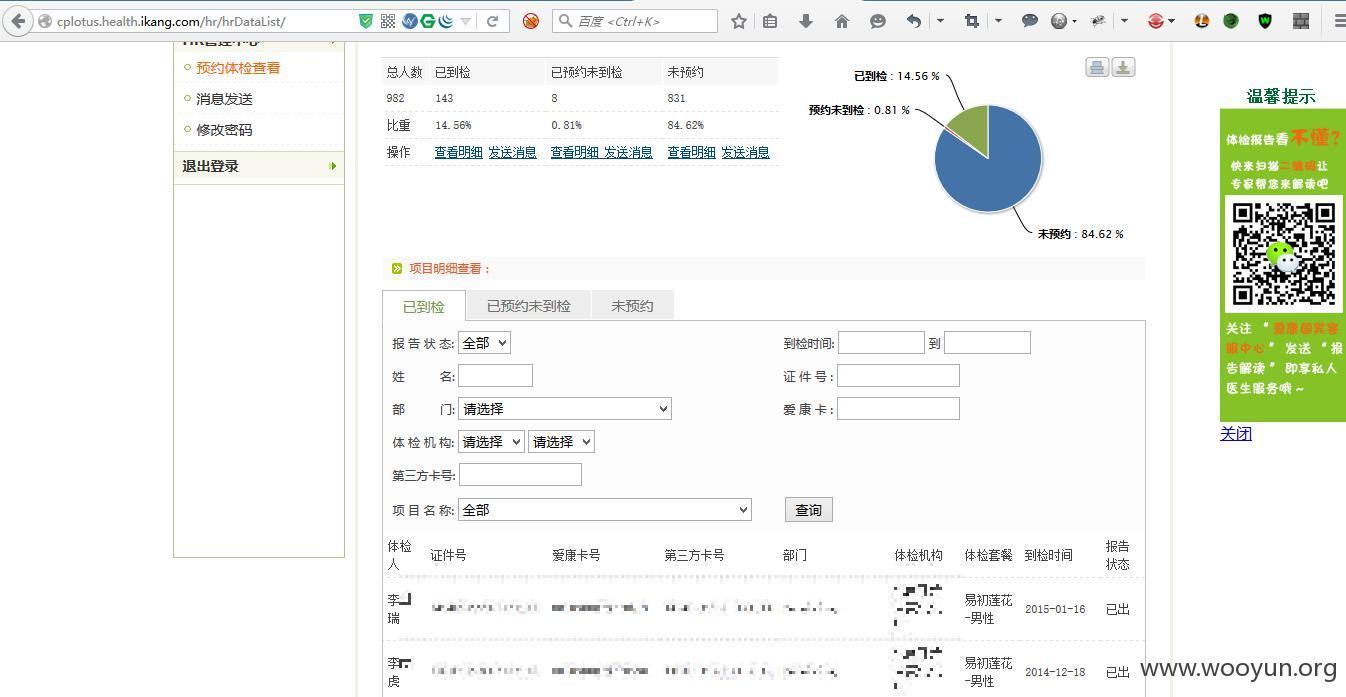 cplotus.health.ikang.com/hr/hrDataList/
百度 <Ctrl+K>
预约体检查看
消息发送
修改密码
退出登录
总人数 已到检 已预约未到检 未预约
982 143 8 831
比重 14.56% 0.81% 84.62%
操作 查看明细 发送消息 查看明细 发送消息 查看明细 发送消息
已到检 : 14.56 %
预约未到检 : 0.81 %
未预约 : 84.62 %
项目明细查看：
已到检 已预约未到检 未预约
报告状态: 全部 到检时间: 到
姓 名: 证件号:
部 门: 请选择 爱康卡:
体检机构: 请选择 请选择
第三方卡号:
项目名称: 全部 查询
体检人 证件号 爱康卡号 第三方卡号 部门 体检机构 体检套餐 到检时间 报告状态
李 瑞 易初莲花-男性 2015-01-16 已出
李 虎 易初莲花-男性 2014-12-18 已出
温馨提示
体检报告看不懂?
快来扫描二维码让
专家帮您来解读吧
关注 “爱康国宾客
服中心” 发送 “报
告解读” 即享私人
医生服务哦~
关闭
www.wooyun.org